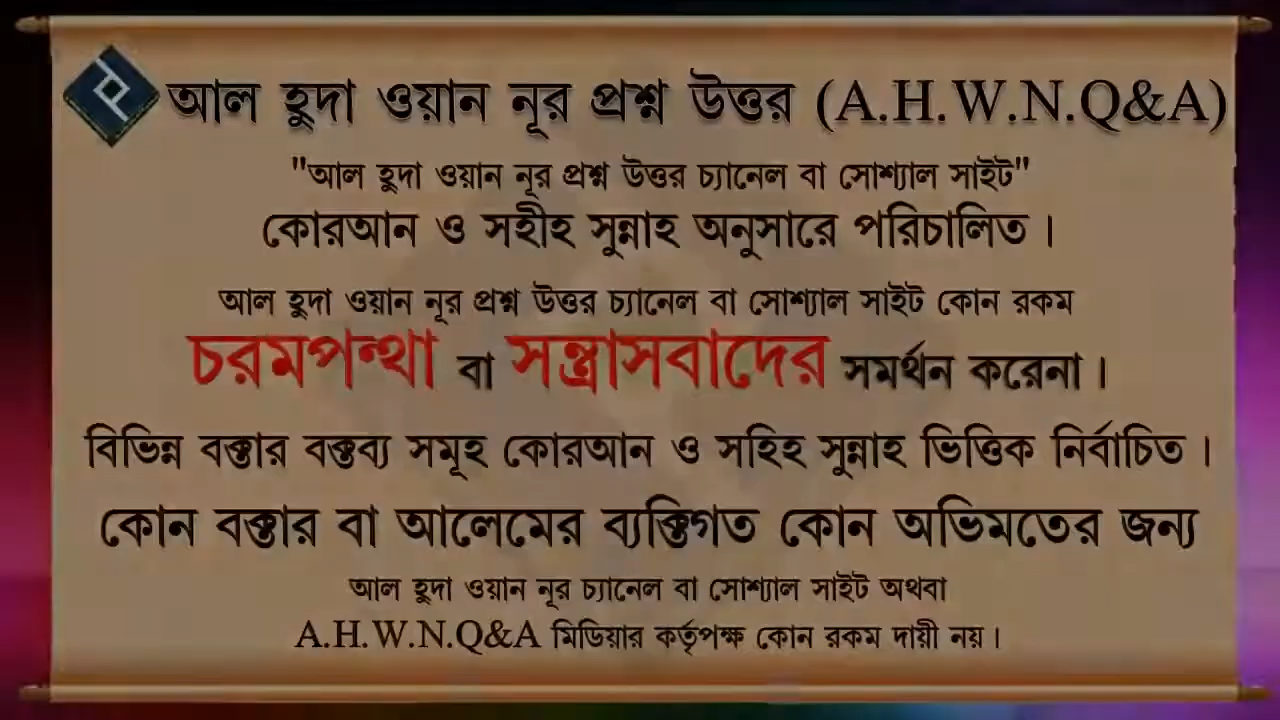 আল হুদা ওয়ান নূর প্রশ্ন উত্তর (A.H.W.N.Q&A)
"আল হুদা ওয়ান নূর প্রশ্ন উত্তর চ্যানেল বা সোশ্যাল সাইট"
কোরআন ও সহীহ সুন্নাহ অনুসারে পরিচালিত ।
আল হুদা ওয়ান নূর প্রশ্ন উত্তর চ্যানেল বা সোশ্যাল সাইট কোন রকম
চরমপন্থা বা সন্ত্রাসবাদের সমর্থন করেনা ।
বিভিন্ন বক্তার বক্তব্য সমূহ কোরআন ও সহিহ সুন্নাহ ভিত্তিক নির্বাচিত ।
কোন বক্তার বা আলেমের ব্যক্তিগত কোন অভিমতের জন্য
আল হুদা ওয়ান নূর চ্যানেল বা সোশ্যাল সাইট অথবা
A.H.W.N.Q&A মিডিয়ার কর্তৃপক্ষ কোন রকম দায়ী নয় ।